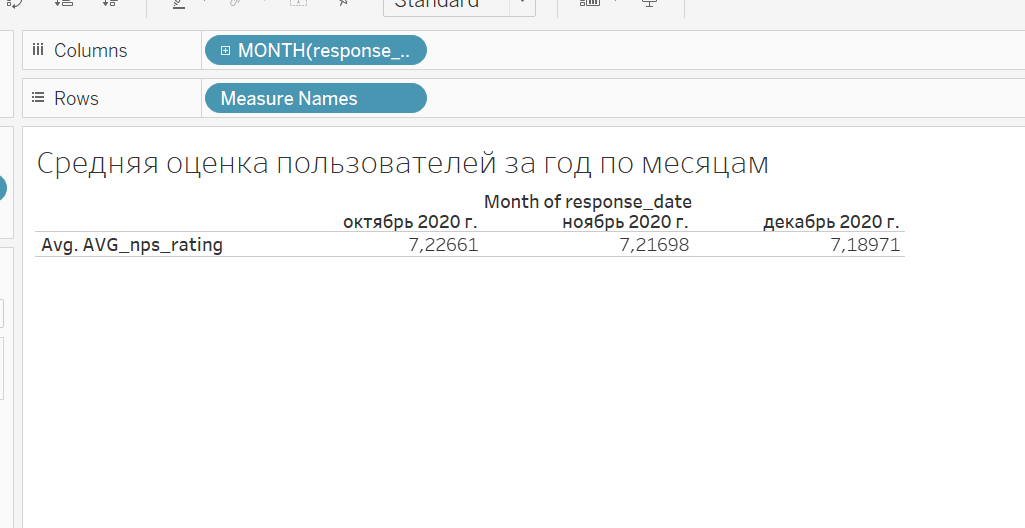 Standard
Columns
MONTH(response_..
Rows
Measure Names
Средняя оценка пользователей за год по месяцам
Month of response_date
октябрь 2020 г. ноябрь 2020 г. декабрь 2020 г.
Avg. AVG_nps_rating 7,22661 7,21698 7,18971